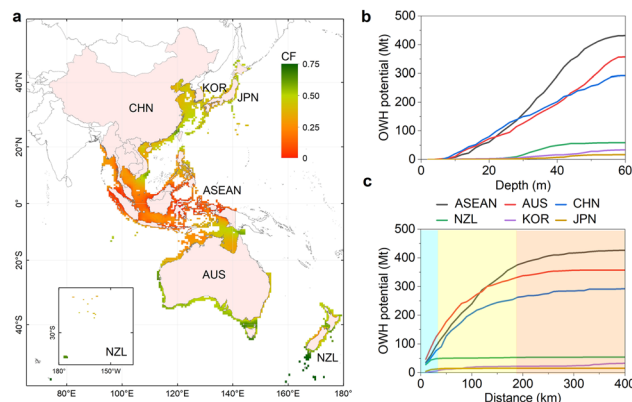 a
CF
0.75
0.5
0.25
0
CHN
KOR
JPN
ASEAN
AUS
NZL
40°N
20°N
0°
20°S
40°S
30°S
NZL
180°
150°W
80°E
100°E
120°E
140°E
160°E
180°
b
OWH potential (Mt)
500
400
300
200
100
0
0
20
40
60
Depth (m)
c
ASEAN AUS CHN
NZL KOR JPN
OWH potential (Mt)
500
400
300
200
100
0
0
100
200
300
400
Distance (km)